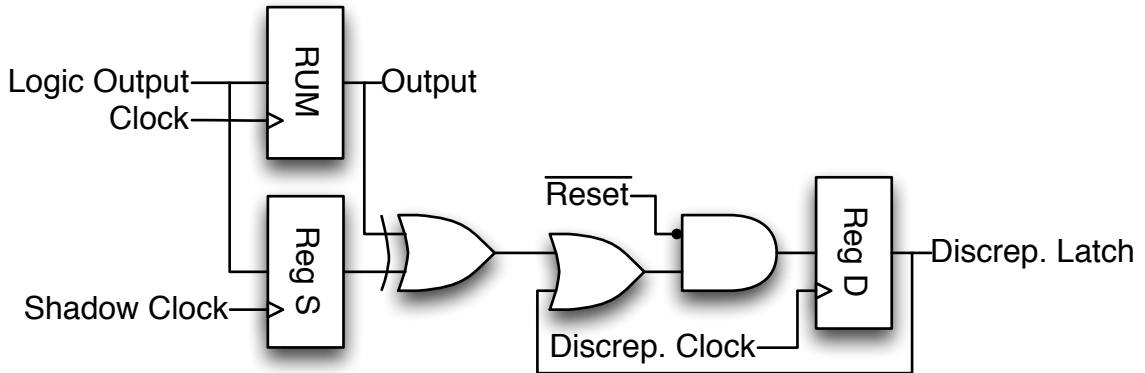 Logic Output
RUM
Output
Clock
Reset
Reg S
Reg D
Discrep. Latch
Shadow Clock
Discrep. Clock